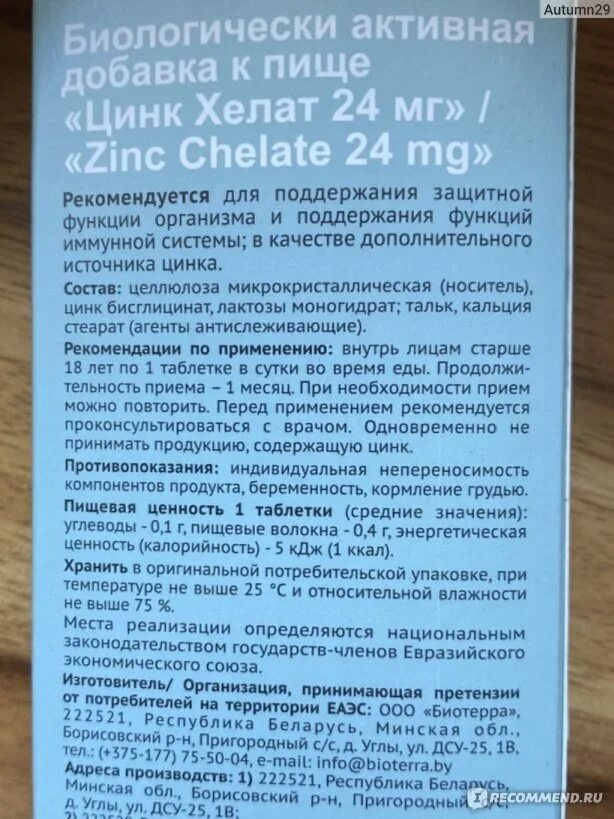 Autumn29
Биологически активная
добавка к пище
«Цинк Хелат 24 мг» /
«Zinc Chelate 24 mg»
Рекомендуется для поддержания защитной
функции организма и поддержания функций
иммунной системы; в качестве дополнительного
источника цинка.
Состав: целлюлоза микрокристаллическая (носитель),
цинк бисглицинат, лактозы моногидрат; тальк, кальция
стеарат (агенты антислеживающие).
Рекомендации по применению: внутрь лицам старше
18 лет по 1 таблетке в сутки во время еды. Продолжи-
тельность приема – 1 месяц. При необходимости прием
можно повторить. Перед применением рекомендуется
проконсультироваться с врачом. Одновременно не
принимать продукцию, содержащую цинк.
Противопоказания: индивидуальная непереносимость
компонентов продукта, беременность, кормление грудью.
Пищевая ценность 1 таблетки (средние значения):
углеводы - 0,1 г, пищевые волокна - 0,4 г, энергетическая
ценность (калорийность) - 5 кДж (1 ккал).
Хранить в оригинальной потребительской упаковке, при
температуре не выше 25 °С и относительной влажности
не выше 75 %.
Места реализации определяются национальным
законодательством государств-членов Евразийского
экономического союза.
Изготовитель/ Организация, принимающая претензии
от потребителей на территории ЕАЭС: ООО «Биотерра»,
222521, Республика Беларусь, Минская обл.,
Борисовский р-н, Пригородный с/с, д. Углы, ул. ДСУ-25, 1В,
тел.: (+375-177) 75-50-04, e-mail: info@bioterra.by
Адреса производств: 1) 222521, Республика Беларусь,
Минская обл., Борисовский р-н, Пригородный с/с,
д. Углы, ул. ДСУ-25, 1В;
IRECOMMEND.RU